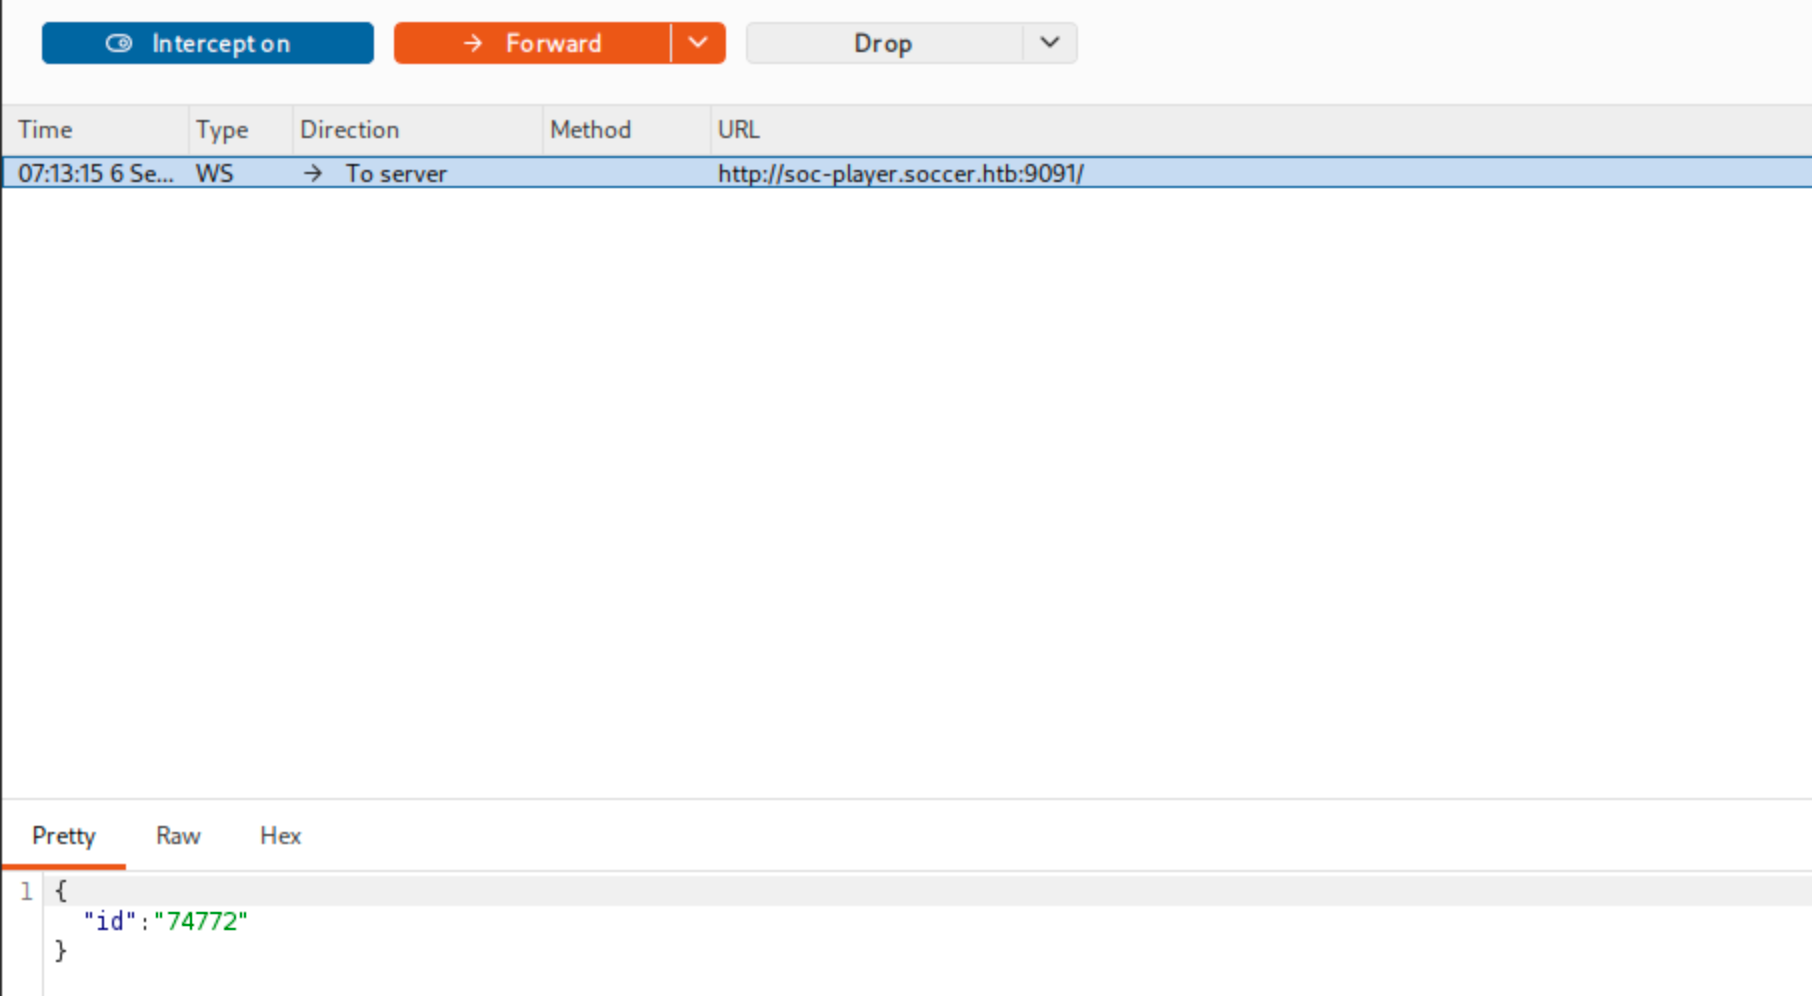 Intercept on Forward Drop
Time Type Direction Method URL
07:13:15 6 Se... WS → To server http://soc-player.soccer.htb:9091/
Pretty Raw Hex
1 {
"id":"74772"
}